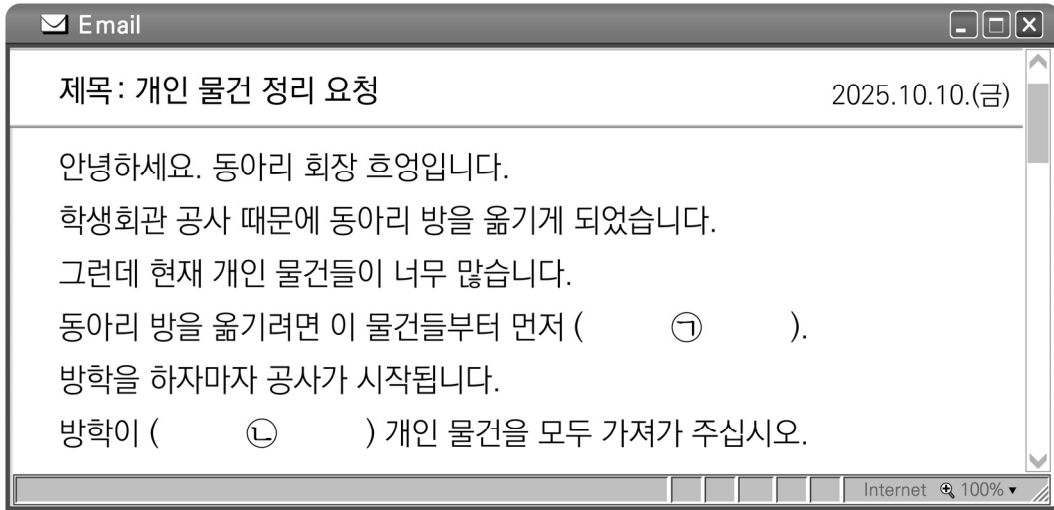 Email
제목: 개인 물건 정리 요청
2025.10.10.(금)
안녕하세요. 동아리 회장 흐엉입니다.
학생회관 공사 때문에 동아리 방을 옮기게 되었습니다.
그런데 현재 개인 물건들이 너무 많습니다.
동아리 방을 옮기려면 이 물건들부터 먼저 ( ㉠ ).
방학을 하자마자 공사가 시작됩니다.
방학이 ( ㉡ ) 개인 물건을 모두 가져가 주십시오.
Internet 100%